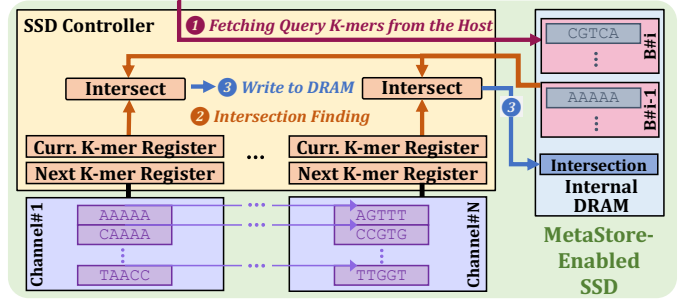 SSD Controller
1 Fetching Query K-mers from the Host
CGTCA
B#i
Intersect
3 Write to DRAM
Intersect
3
AAAAA
B#i-1
2 Intersection Finding
Curr. K-mer Register
...
Curr. K-mer Register
Next K-mer Register
Next K-mer Register
Intersection
Internal
DRAM
Channel#1
AAAAA
CAAAA
TAACC
AGTTT
CCGTG
TTGGT
Channel#N
MetaStore-
Enabled
SSD